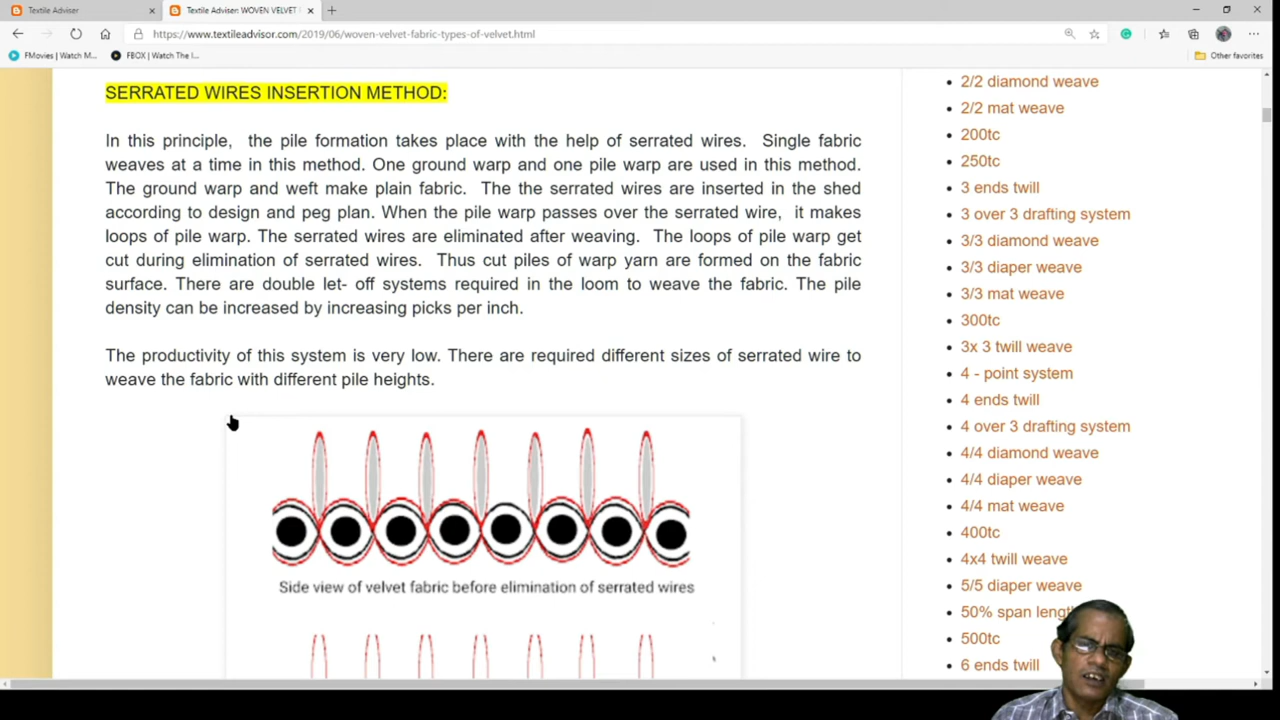 Textile Adviser
Textile Adviser: WOVEN VELVET
https://www.textileadvisor.com/2019/06/woven-velvet-fabric-types-of-velvet.html
FMovies | Watch M...
FBOX | Watch The I...
Other favorites
SERRATED WIRES INSERTION METHOD:
In this principle, the pile formation takes place with the help of serrated wires. Single fabric
weaves at a time in this method. One ground warp and one pile warp are used in this method.
The ground warp and weft make plain fabric. The the serrated wires are inserted in the shed
according to design and peg plan. When the pile warp passes over the serrated wire, it makes
loops of pile warp. The serrated wires are eliminated after weaving. The loops of pile warp get
cut during elimination of serrated wires. Thus cut piles of warp yarn are formed on the fabric
surface. There are double let- off systems required in the loom to weave the fabric. The pile
density can be increased by increasing picks per inch.
The productivity of this system is very low. There are required different sizes of serrated wire to
weave the fabric with different pile heights.
Side view of velvet fabric before elimination of serrated wires
2/2 diamond weave
2/2 mat weave
200tc
250tc
3 ends twill
3 over 3 drafting system
3/3 diamond weave
3/3 diaper weave
3/3 mat weave
300tc
3x 3 twill weave
4 - point system
4 ends twill
4 over 3 drafting system
4/4 diamond weave
4/4 diaper weave
4/4 mat weave
400tc
4x4 twill weave
5/5 diaper weave
50% span
500tc
6 ends twill